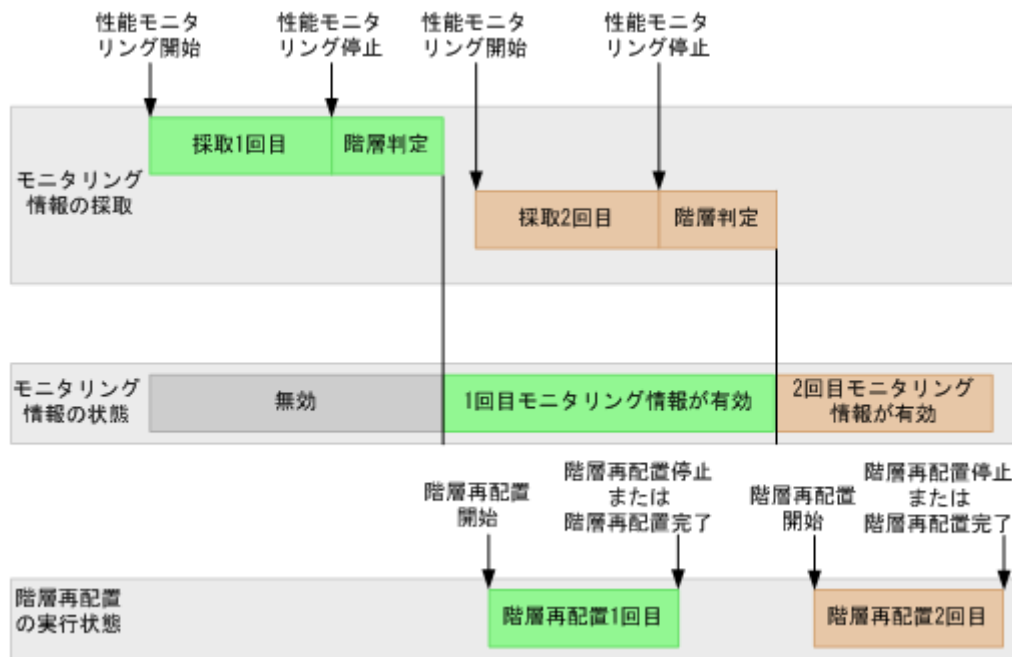 性能モニタ
リング開始
性能モニタ
リング停止
性能モニタ
リング開始
性能モニタ
リング停止
モニタリング
情報の採取
採取1回目
階層判定
採取2回目
階層判定
モニタリング
情報の状態
無効
1回目モニタリング情報が有効
2回目モニタリング
情報が有効
階層再配置
開始
階層再配置停止
または
階層再配置完了
階層再配置
開始
階層再配置停止
または
階層再配置完了
階層再配置
の実行状態
階層再配置1回目
階層再配置2回目